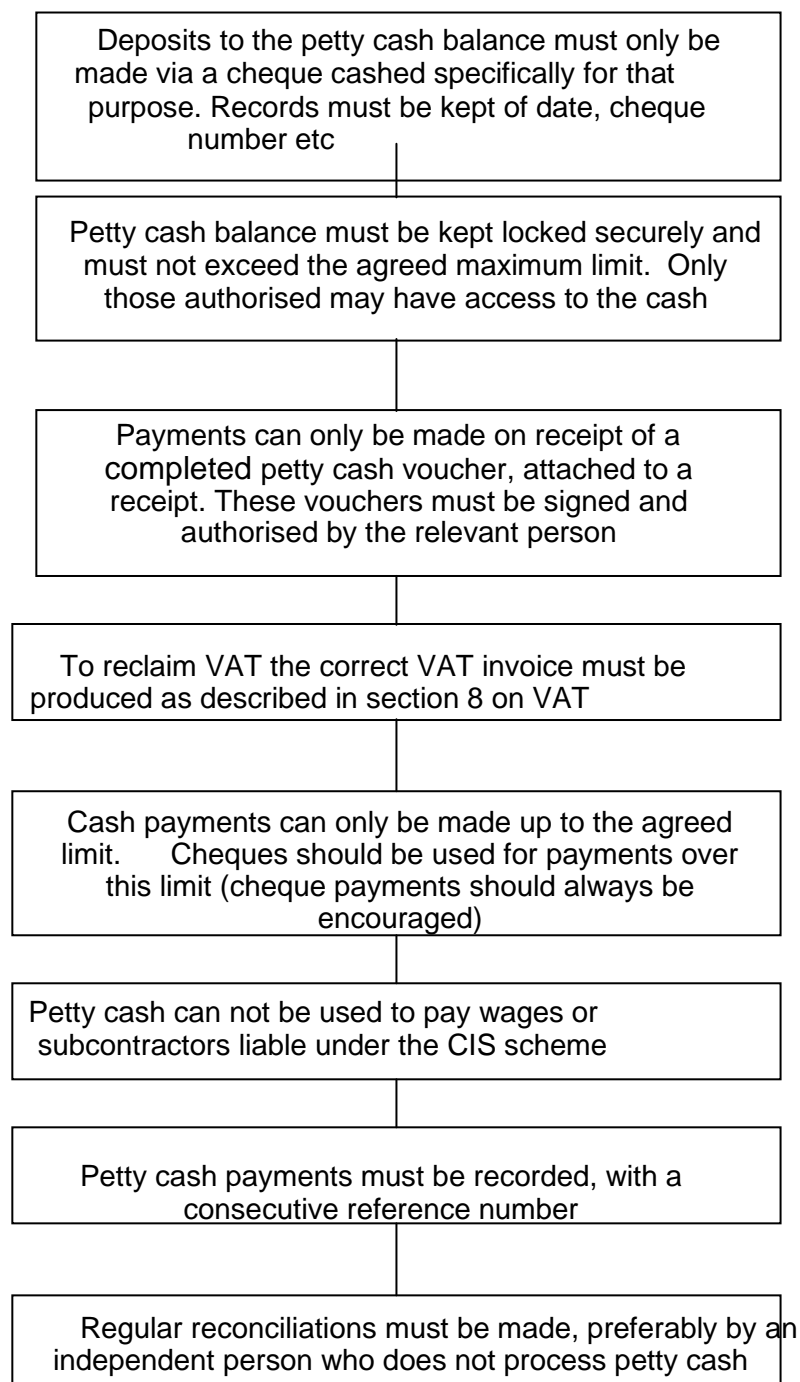 Deposits to the petty cash balance must only be
made via a cheque cashed specifically for that
purpose. Records must be kept of date, cheque
number etc
Petty cash balance must be kept locked securely and
must not exceed the agreed maximum limit.  Only
those authorised may have access to the cash
Payments can only be made on receipt of a
completed petty cash voucher, attached to a
receipt. These vouchers must be signed and
authorised by the relevant person
To reclaim VAT the correct VAT invoice must be
produced as described in section 8 on VAT
Cash payments can only be made up to the agreed
limit.     Cheques should be used for payments over
this limit (cheque payments should always be
encouraged)
Petty cash can not be used to pay wages or
subcontractors liable under the CIS scheme
Petty cash payments must be recorded, with a
consecutive reference number
Regular reconciliations must be made, preferably by an
independent person who does not process petty cash